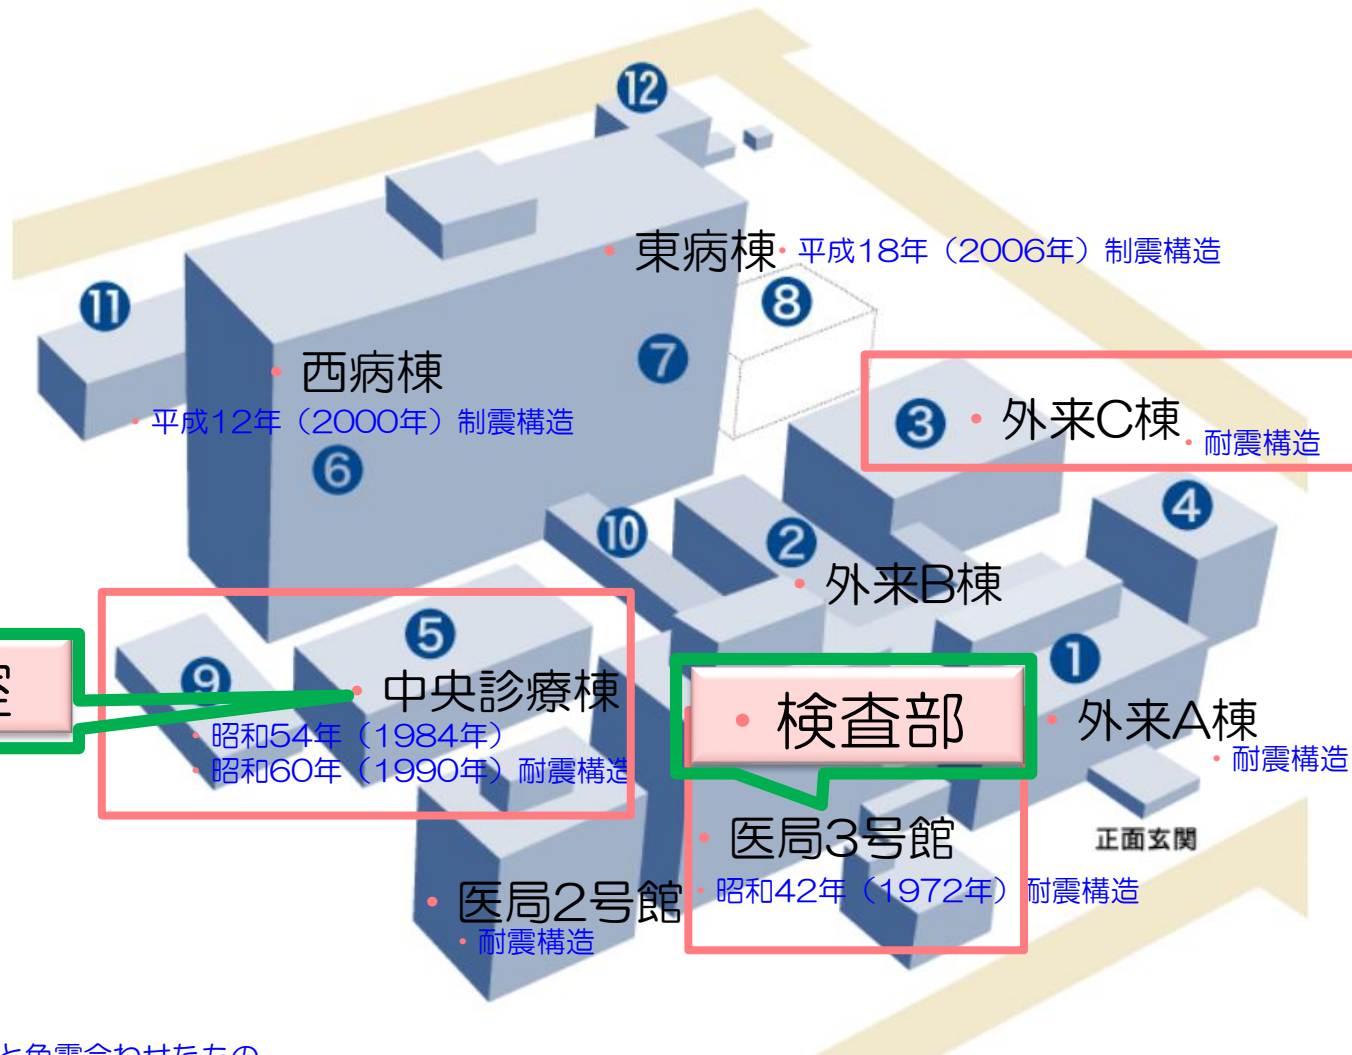 ⑫
東病棟
平成18年（2006年）制震構造
⑧
⑪
⑦
西病棟
平成12年（2000年）制震構造
⑥
③
外来C棟
耐震構造
④
⑩
②
外来B棟
⑤
中央診療棟
昭和54年（1984年）
昭和60年（1990年）耐震構造
⑨
検査部
①
外来A棟
耐震構造
正面玄関
医局3号館
昭和42年（1972年）耐震構造
医局2号館
耐震構造